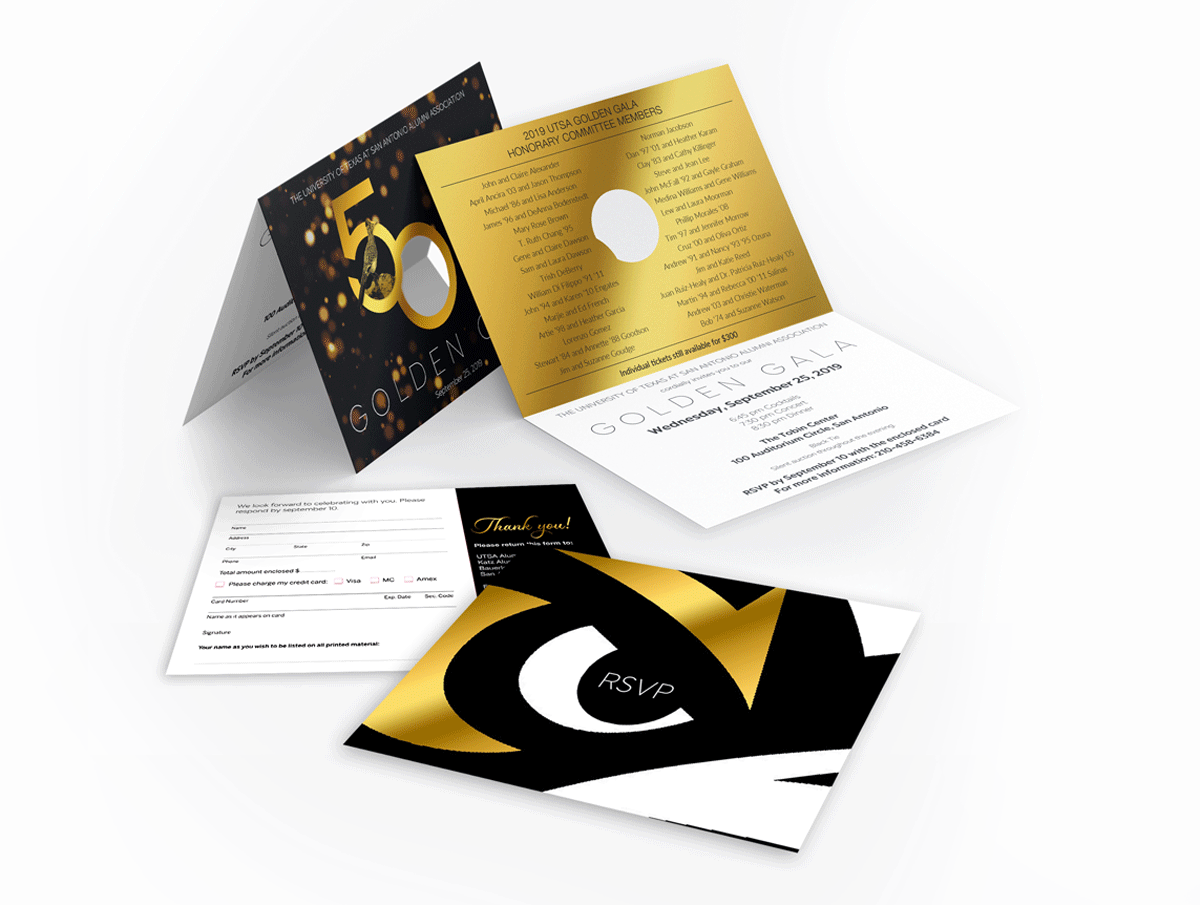 THE UNIVERSITY OF TEXAS AT SAN ANTONIO ALUMNI ASSOCIATION
50
GOLDEN G
September 25, 2019
100 Audi
RSVP by September 10
For more information
2019 UTSA GOLDEN GALA
HONORARY COMMITTEE MEMBERS
John and Claire Alexander
April Ancira '03 and Jason Thompson
Michael '86 and Lisa Anderson
James '96 and DeAnna Bodenstedt
Mary Rose Brown
T. Ruth Chang '95
Gene and Claire Dawson
Sam and Laura Dawson
Trish DeBerry
William Di Filippo '91 '11
John '94 and Karen '10 Engates
Marjie and Ed French
Artie '98 and Heather Garcia
Lorenzo Gomez
Stewart '84 and Annette '88 Goodson
Jim and Suzanne Goudge
Norman Jacobson
Dan '97 '01 and Heather Karam
Clay '83 and Cathy Killinger
Steve and Jean Lee
John McFall '92 and Gayle Graham
Medina Williams and Gene Williams
Lew and Laura Moorman
Phillip Morales '08
Tim '97 and Jennifer Morrow
Cruz '00 and Olivia Ortiz
Andrew '91 and Nancy '93 '95 Ozuna
Jim and Katie Reed
Juan Ruiz-Healy and Dr. Patricia Ruiz-Healy '05
Martin '94 and Rebecca '00 '11 Salinas
Andrew '03 and Christie Waterman
Bob '74 and Suzanne Watson
Individual tickets still available for $300
THE UNIVERSITY OF TEXAS AT SAN ANTONIO ALUMNI ASSOCIATION
cordially invites you to our
GOLDEN GALA
Wednesday, September 25, 2019
6:45 pm Cocktails
7:30 pm Concert
8:30 pm Dinner
The Tobin Center
100 Auditorium Circle, San Antonio
Black Tie
Silent auction throughout the evening
RSVP by September 10 with the enclosed card
For more information: 210-458-6384
We look forward to celebrating with you. Please
respond by september 10.
Name
Address
City State Zip
Phone Email
Total amount enclosed $
Please charge my credit card: Visa MC Amex
Card Number Exp. Date Sec. Code
Name as it appears on card
Signature
Your name as you wish to be listed on all printed material:
Thank you!
Please return this form to:
UTSA Alu
Katz Alu
Bauer
San
RSVP